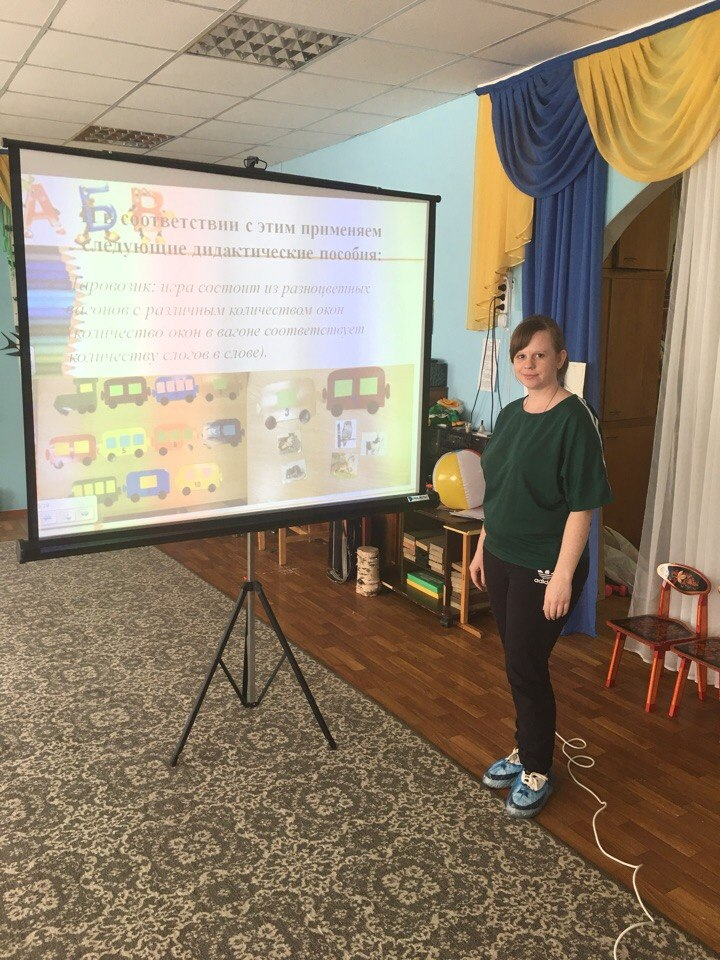 А Б В
И в соответствии с этим применяем
следующие дидактические пособия:
Паровозик: игра состоит из разноцветных
вагонов с различным количеством окон
(количество окон в вагоне соответствует
количеству слогов в слове).
adidas